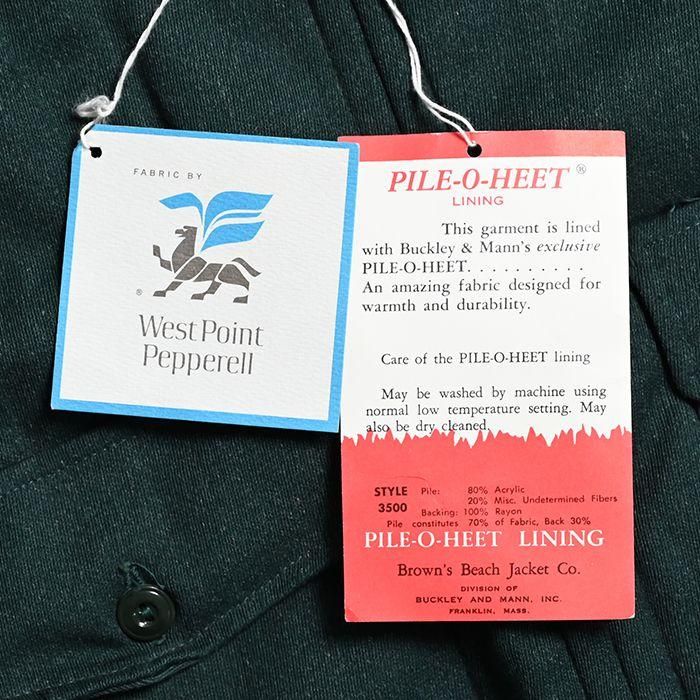 FABRIC BY
®
West Point
Pepperell
PILE-O-HEET ®
LINING
This garment is lined
with Buckley & Mann's exclusive
PILE-O-HEET. . . . . . . . . .
An amazing fabric designed for
warmth and durability.
Care of the PILE-O-HEET lining
May be washed by machine using
normal low temperature setting. May
also be dry cleaned.
STYLE
3500
Pile: 80% Acrylic
20% Misc. Undetermined Fibers
Backing: 100% Rayon
Pile constitutes 70% of Fabric, Back 30%
PILE-O-HEET LINING
Brown's Beach Jacket Co.
DIVISION OF
BUCKLEY AND MANN, INC.
FRANKLIN, MASS.